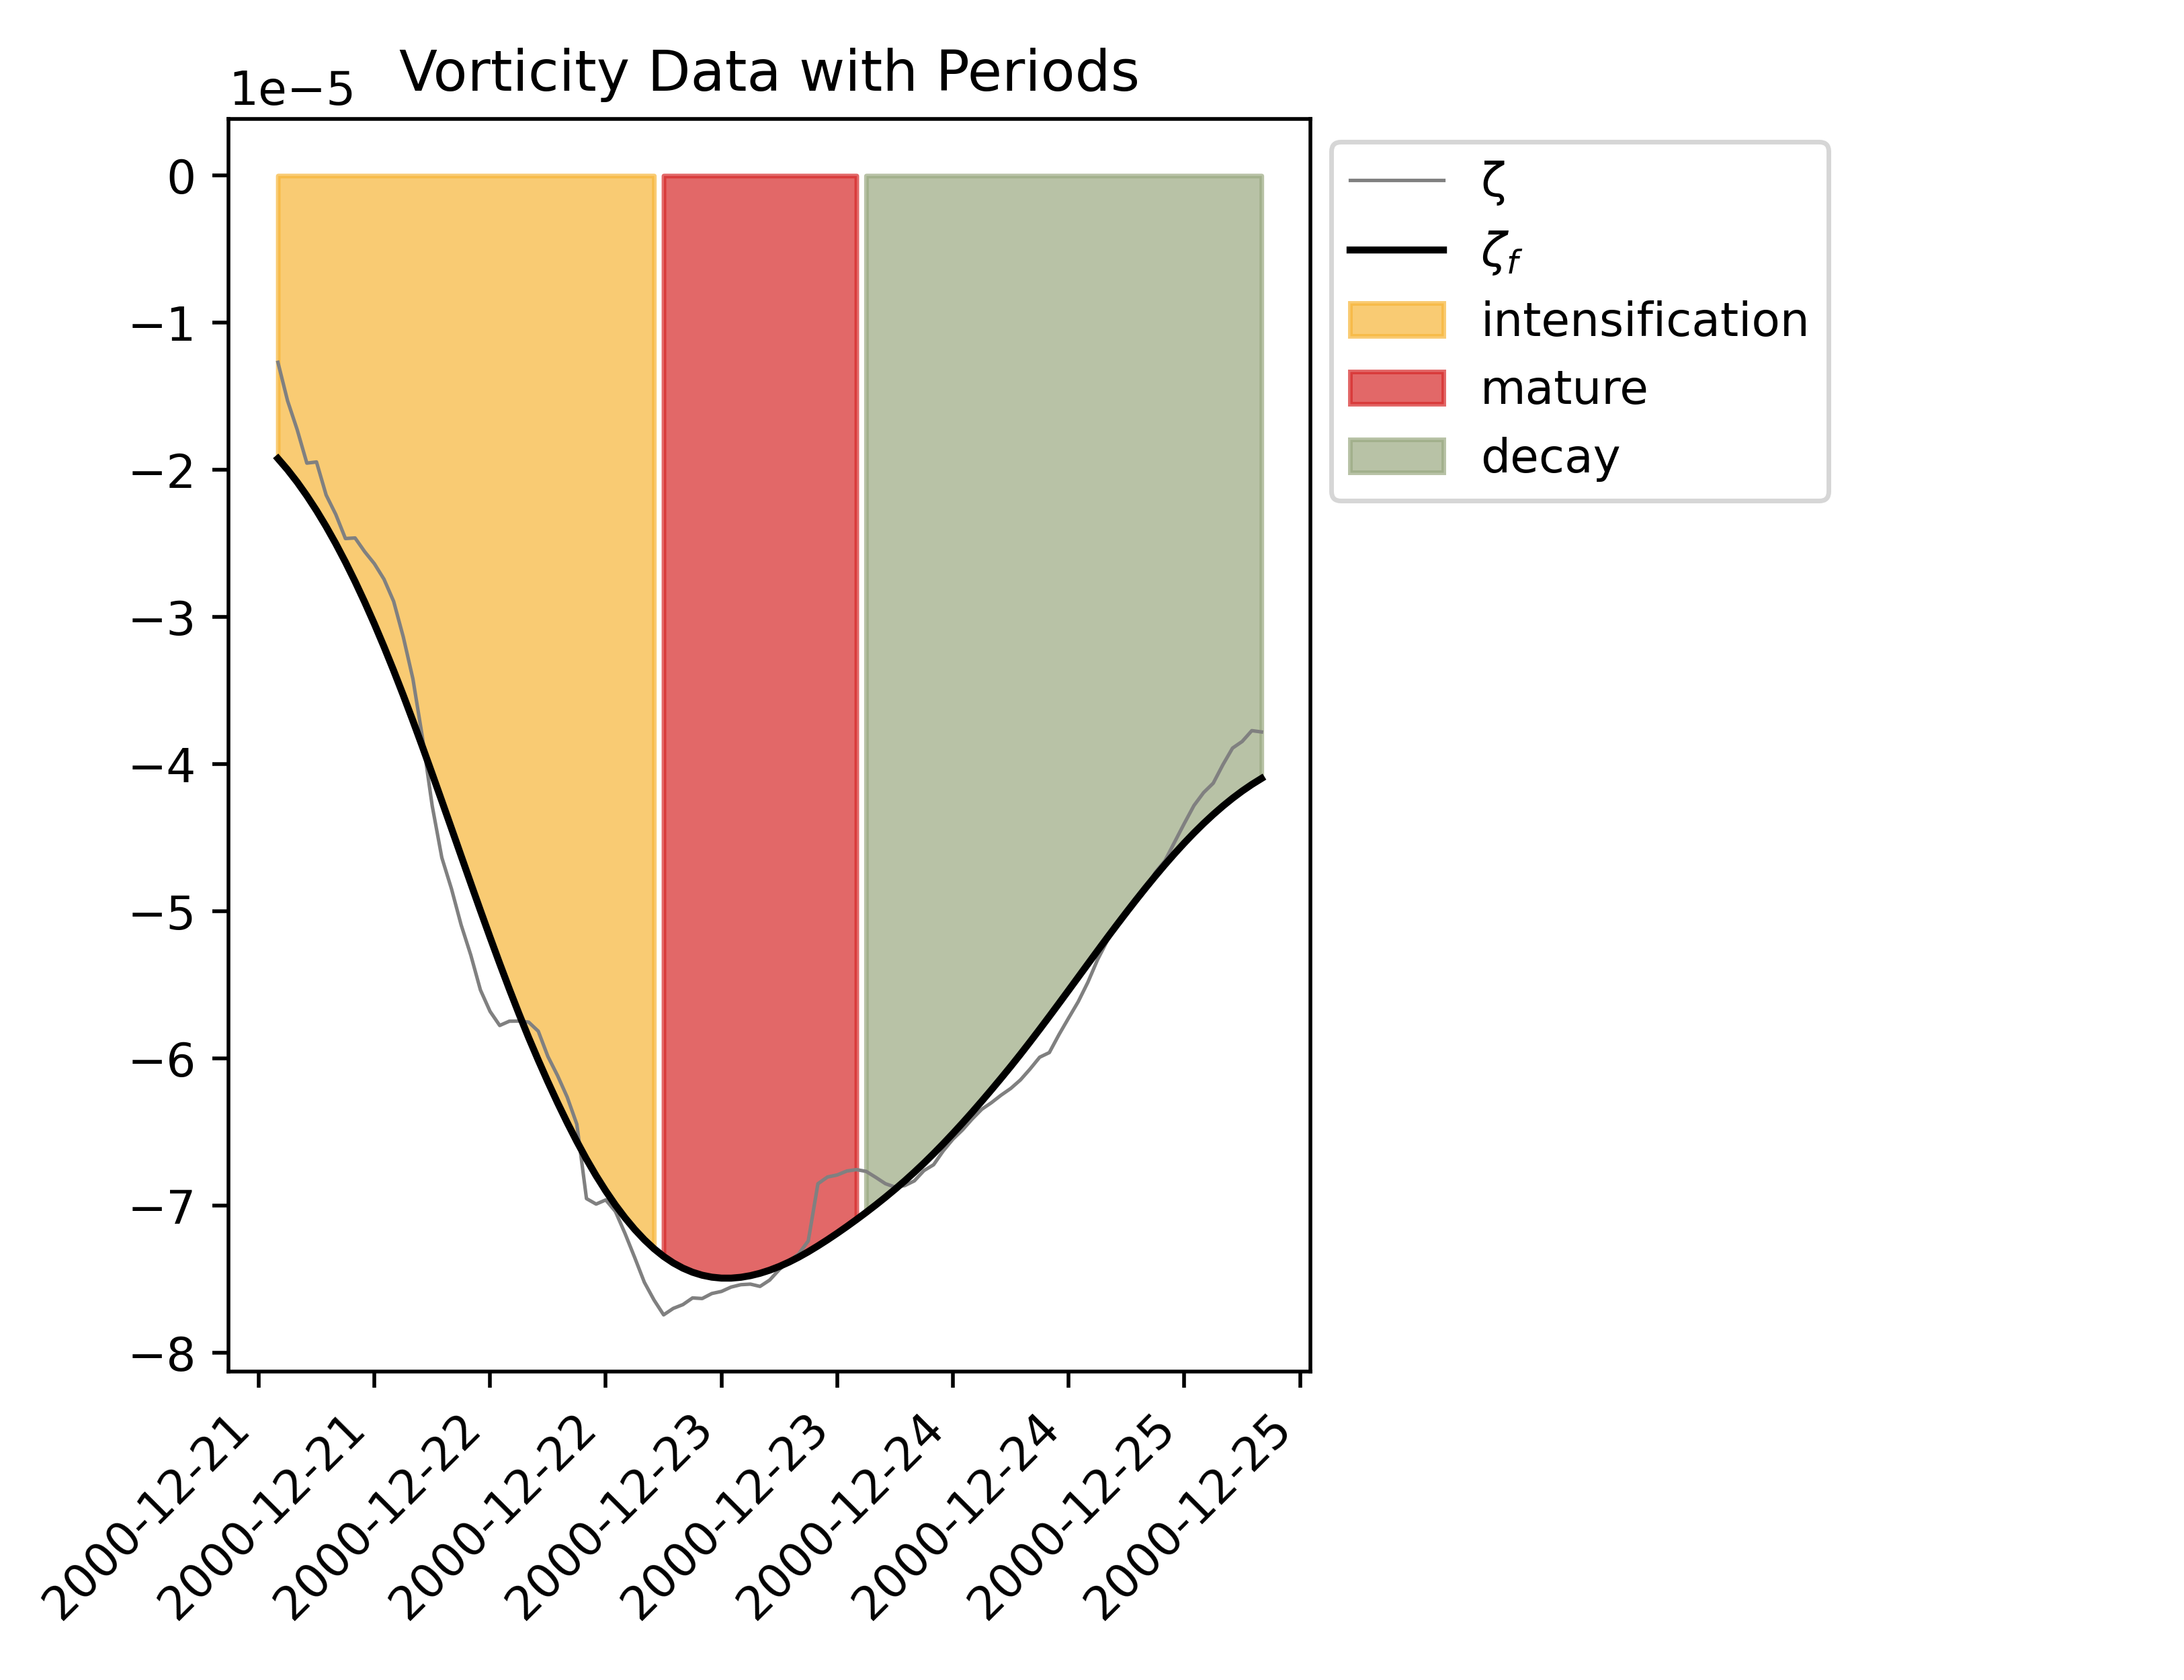 Vorticity Data with Periods
1e−5
0
−1
−2
−3
−4
−5
−6
−7
−8
2000-12-21
2000-12-21
2000-12-22
2000-12-22
2000-12-23
2000-12-23
2000-12-24
2000-12-24
2000-12-25
2000-12-25
ζ
ζf
intensification
mature
decay